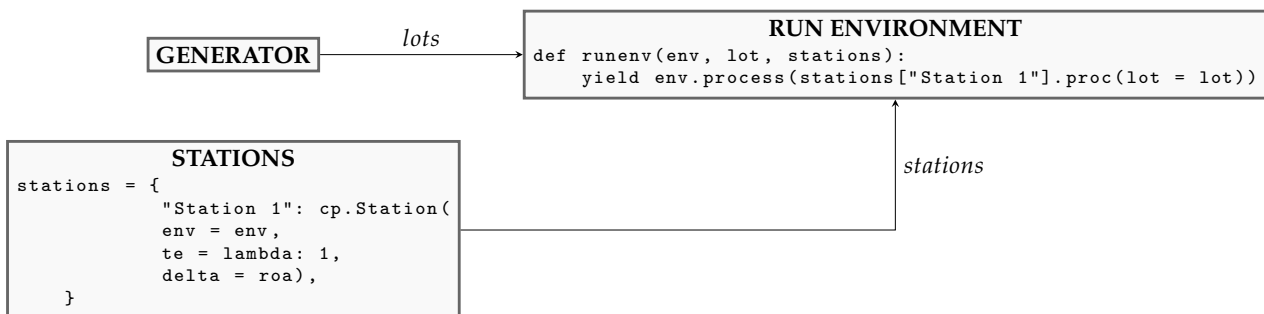 GENERATOR
lots
RUN ENVIRONMENT
def runenv(env, lot, stations):
    yield env.process(stations["Station 1"].proc(lot = lot))
STATIONS
stations = {
            "Station 1": cp.Station(
            env = env,
            te = lambda: 1,
            delta = roa),
    }
stations